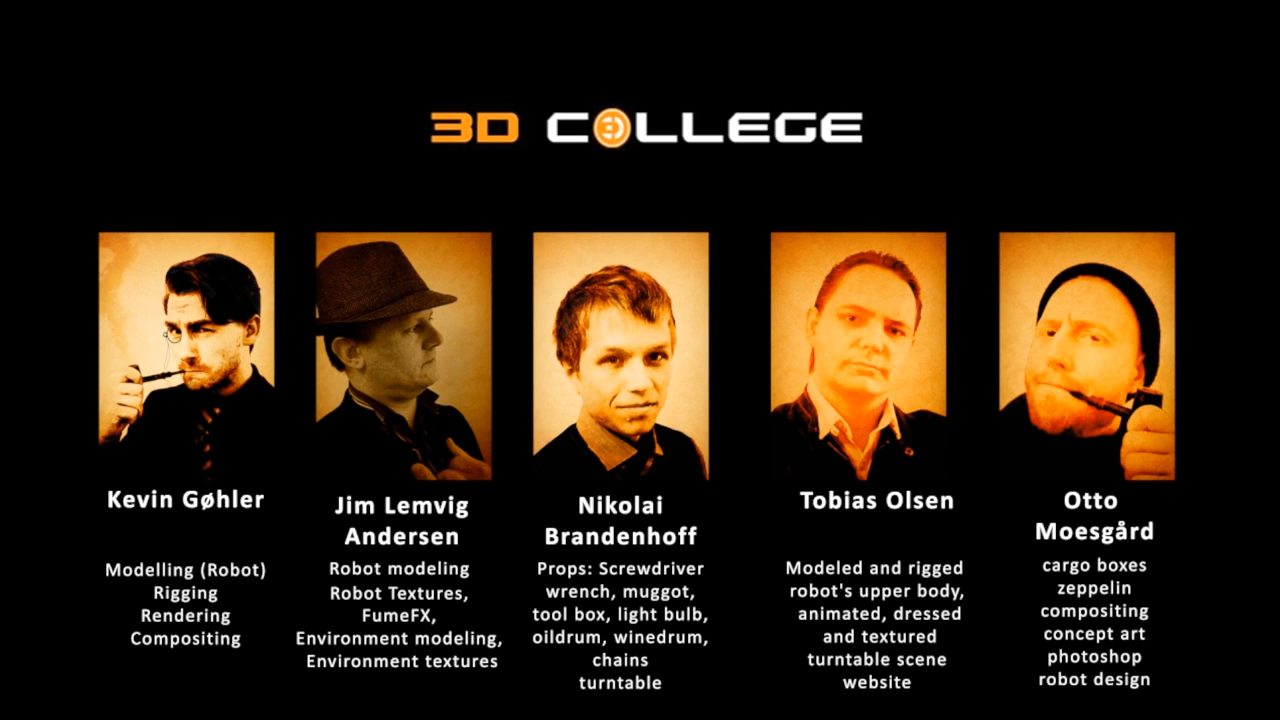 3D COLLEGE
Kevin Gøhler
Modelling (Robot)
Rigging
Rendering
Compositing
Jim Lemvig
Andersen
Robot modeling
Robot Textures,
FumeFX,
Environment modeling,
Environment textures
Nikolai
Brandenhoff
Props: Screwdriver
wrench, muggot,
tool box, light bulb,
oildrum, winedrum,
chains
turntable
Tobias Olsen
Modeled and rigged
robot's upper body,
animated, dressed
and textured
turntable scene
website
Otto
Moesgård
cargo boxes
zeppelin
compositing
concept art
photoshop
robot design